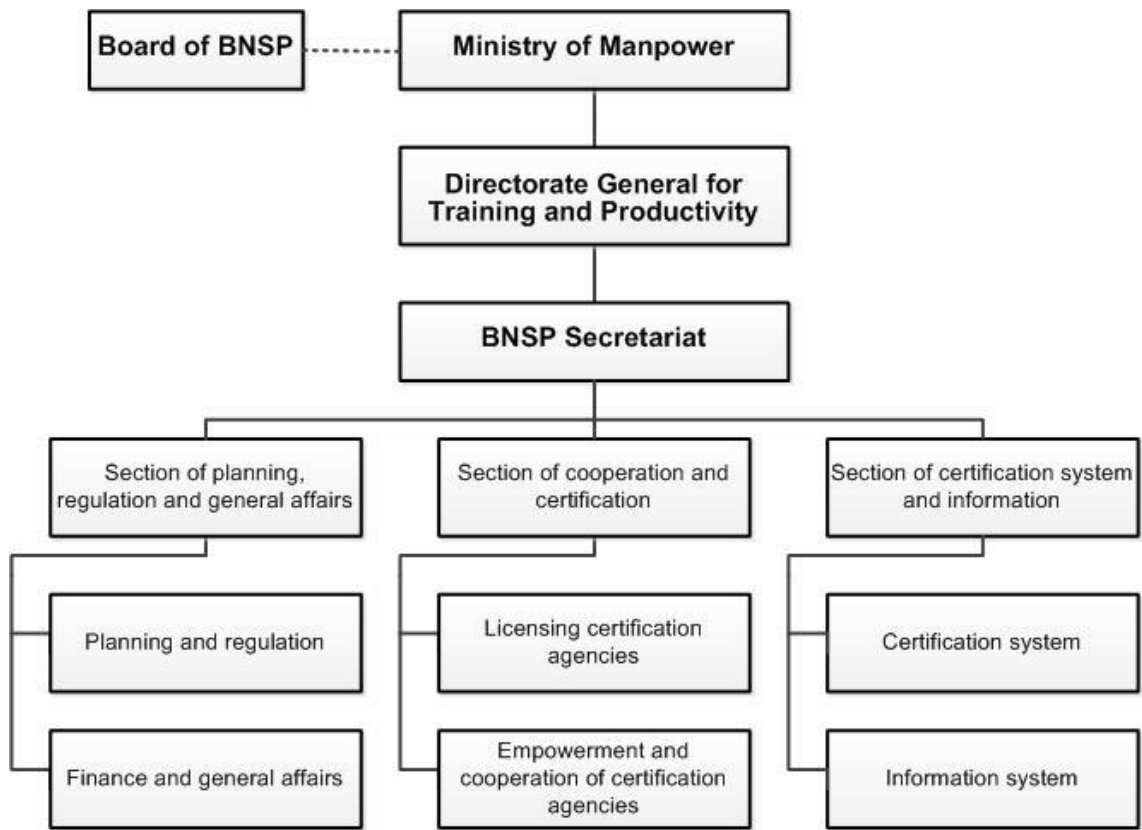 Board of BNSP
Ministry of Manpower
Directorate General for
Training and Productivity
BNSP Secretariat
Section of planning,
regulation and general affairs
Section of cooperation and
certification
Section of certification system
and information
Planning and regulation
Licensing certification
agencies
Certification system
Finance and general affairs
Empowerment and
cooperation of certification
agencies
Information system